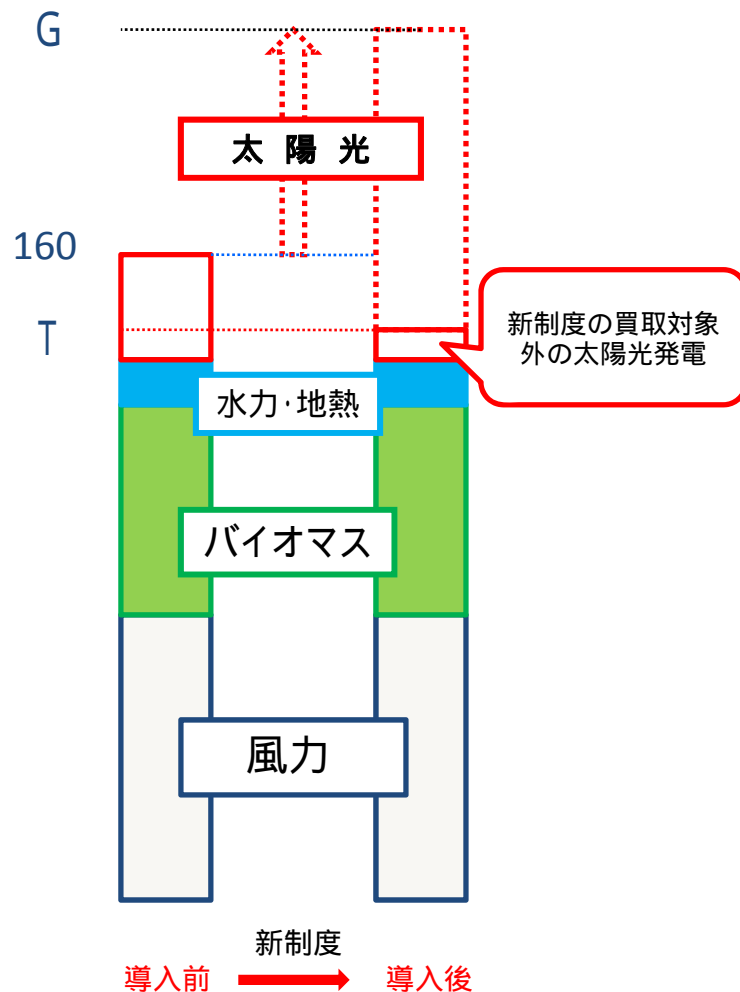 G
太 陽 光
160
T
新制度の買取対象
外の太陽光発電
水力・地熱
バイオマス
風力
新制度
導入前
導入後